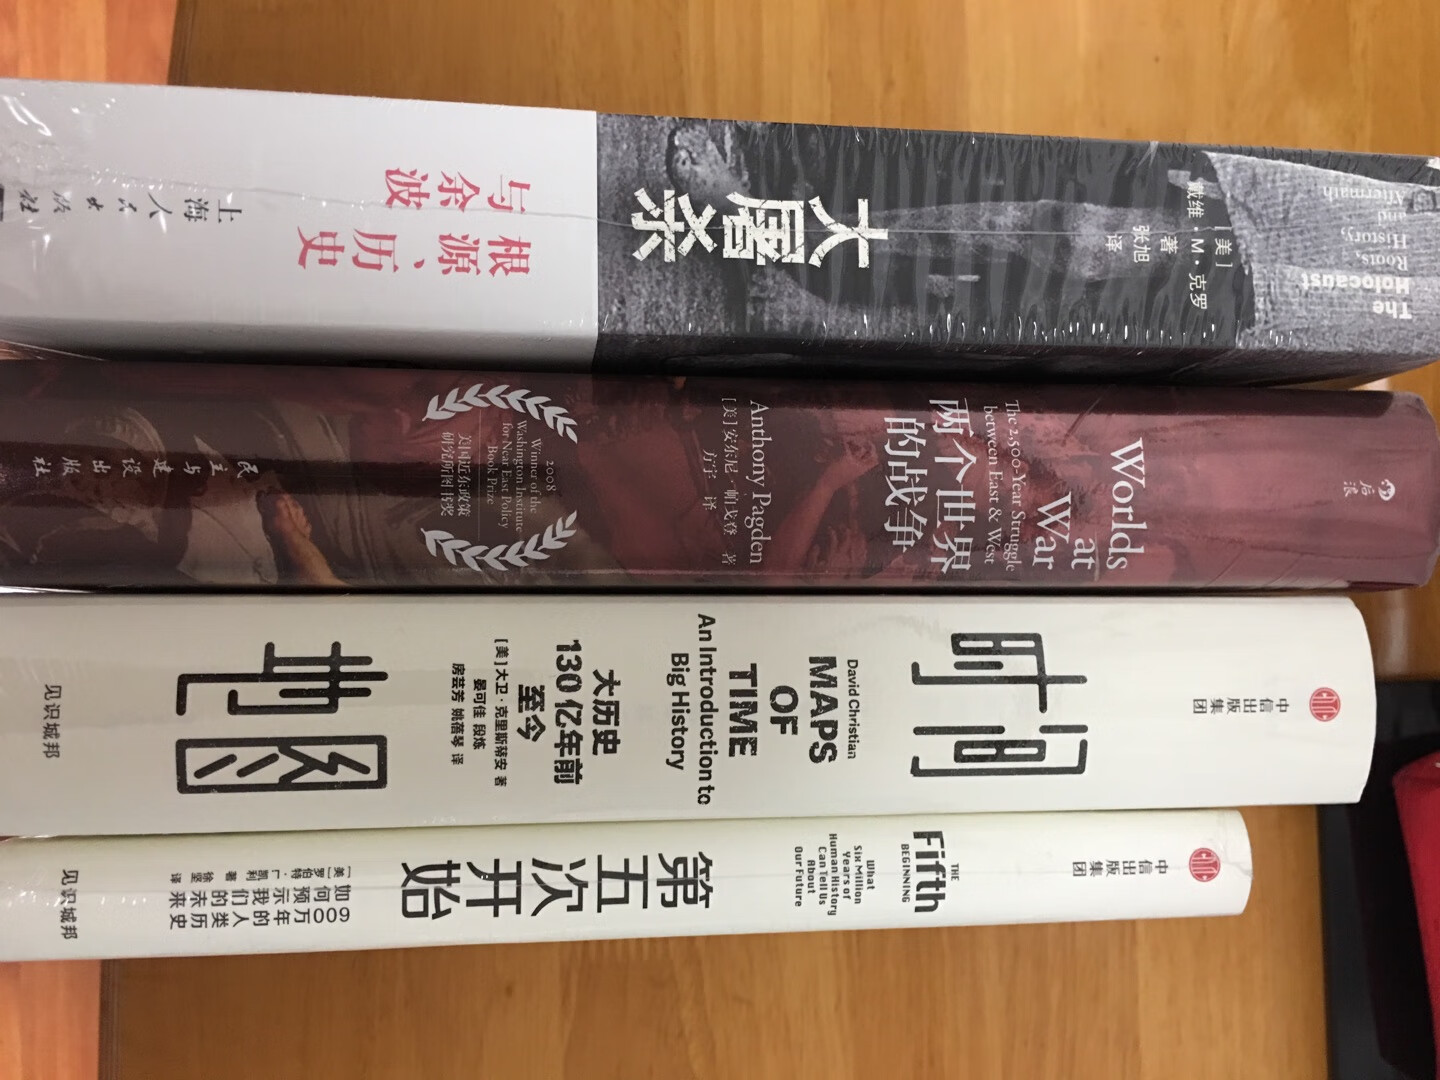 The
Holocaust
Roots,
History,
and
Aftermath
[美]
戴维·M·克罗
著
张旭
译
大屠杀
根源、历史
与余波
上海人民出版社
后浪
Worlds
at
War
The 2,500-Year Struggle
between East & West
两个世界
的战争
Anthony Pagden
[美]安东尼·帕戈登 著
方宇 译
2008
Winner of the
Washington Institute
for Near East Policy
Book Prize
美国近东政策
研究所图书奖
民主与建设出版社
中信出版
集团
时间
David Christian
MAPS
OF
TIME
An Introduction to
Big History
大历史
130亿年前
至今
[美]大卫·克里斯蒂安 著
晏可佳 段炼
房芸芳 姚蓓琴 译
地图
见识城邦
中信出版
集团
THE
Fifth
BEGINNING
What
Six Million
Years of
Human History
Can Tell Us
About
Our Future
第五次开始
600
万年的人类历史
如何预示我们的未来
[美]罗伯特·L.凯利 著
徐坚 译
见识城邦